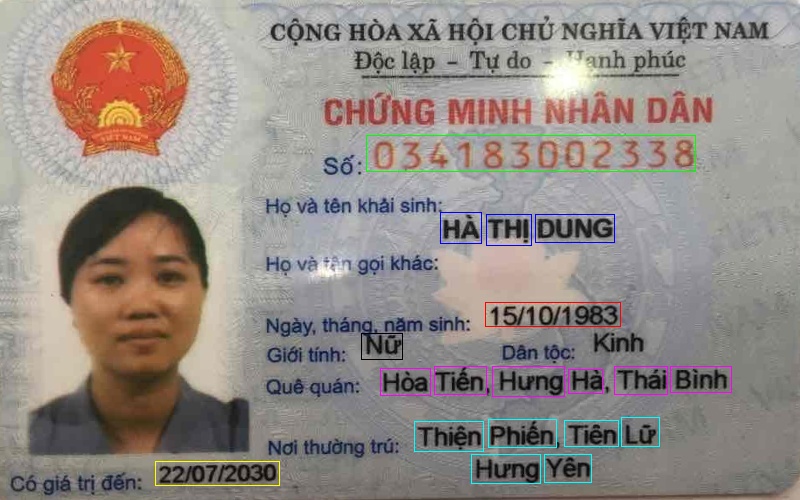 CỘNG HÒA XÃ HỘI CHỦ NGHĨA VIỆT NAM
Độc lập - Tự do - Hạnh phúc
CHỨNG MINH NHÂN DÂN
Số: 034183002338
Họ và tên khai sinh:
HÀ THỊ DUNG
Họ và tên gọi khác:
Ngày, tháng, năm sinh: 15/10/1983
Giới tính: Nữ Dân tộc: Kinh
Quê quán: Hòa Tiến, Hưng Hà, Thái Bình
Nơi thường trú: Thiện Phiến, Tiên Lữ
Hưng Yên
Có giá trị đến: 22/07/2030
VIỆT NAM